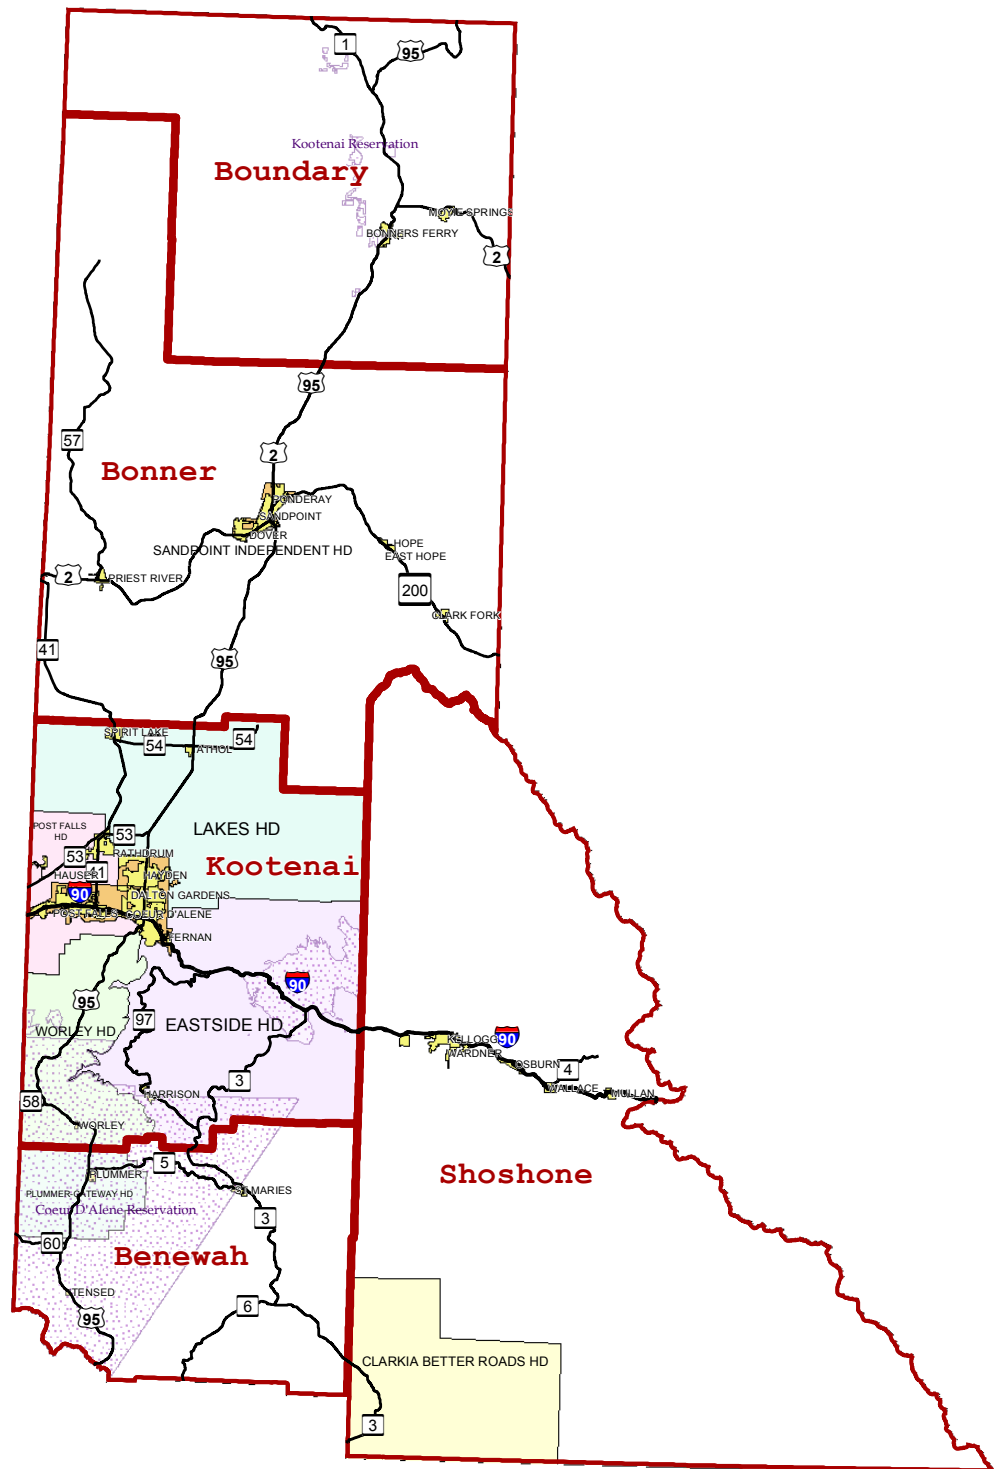 1
95
Kootenai Reservation
Boundary
MOYIE SPRINGS
BONNERS FERRY
2
95
57
2
Bonner
PONDERAY
SANDPOINT
DOVER
HOPE
SANDPOINT INDEPENDENT HD
EAST HOPE
2
PRIEST RIVER
200
CLARK FORK
41
95
SPIRIT LAKE
54
54
ATHOL
POST FALLS
HD
53
LAKES HD
53
RATHDRUM
Kootenai
41
HAUSER
HAYDEN
90
DALTON GARDENS
POST FALLS
COEUR D'ALENE
FERNAN
90
95
97
EASTSIDE HD
WORLEY HD
KELLOGG
90
WARDNER
OSBURN
4
3
WALLACE
MULLAN
HARRISON
58
WORLEY
5
PLUMMER
Shoshone
PLUMMER-GATEWAY HD
ST MARIES
Coeur D'Alene Reservation
3
60
Benewah
TENSED
6
95
CLARKIA BETTER ROADS HD
3